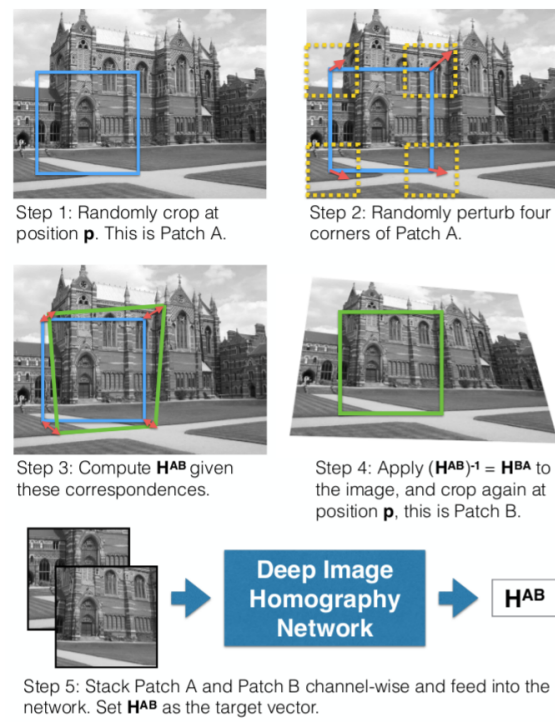 Step 1: Randomly crop at
position p. This is Patch A.
Step 2: Randomly perturb four
corners of Patch A.
Step 3: Compute Hᴬᴮ given
these correspondences.
Step 4: Apply (Hᴬᴮ)⁻¹ = Hᴮᴬ to
the image, and crop again at
position p, this is Patch B.
Deep Image
Homography
Network
Hᴬᴮ
Step 5: Stack Patch A and Patch B channel-wise and feed into the
network. Set Hᴬᴮ as the target vector.